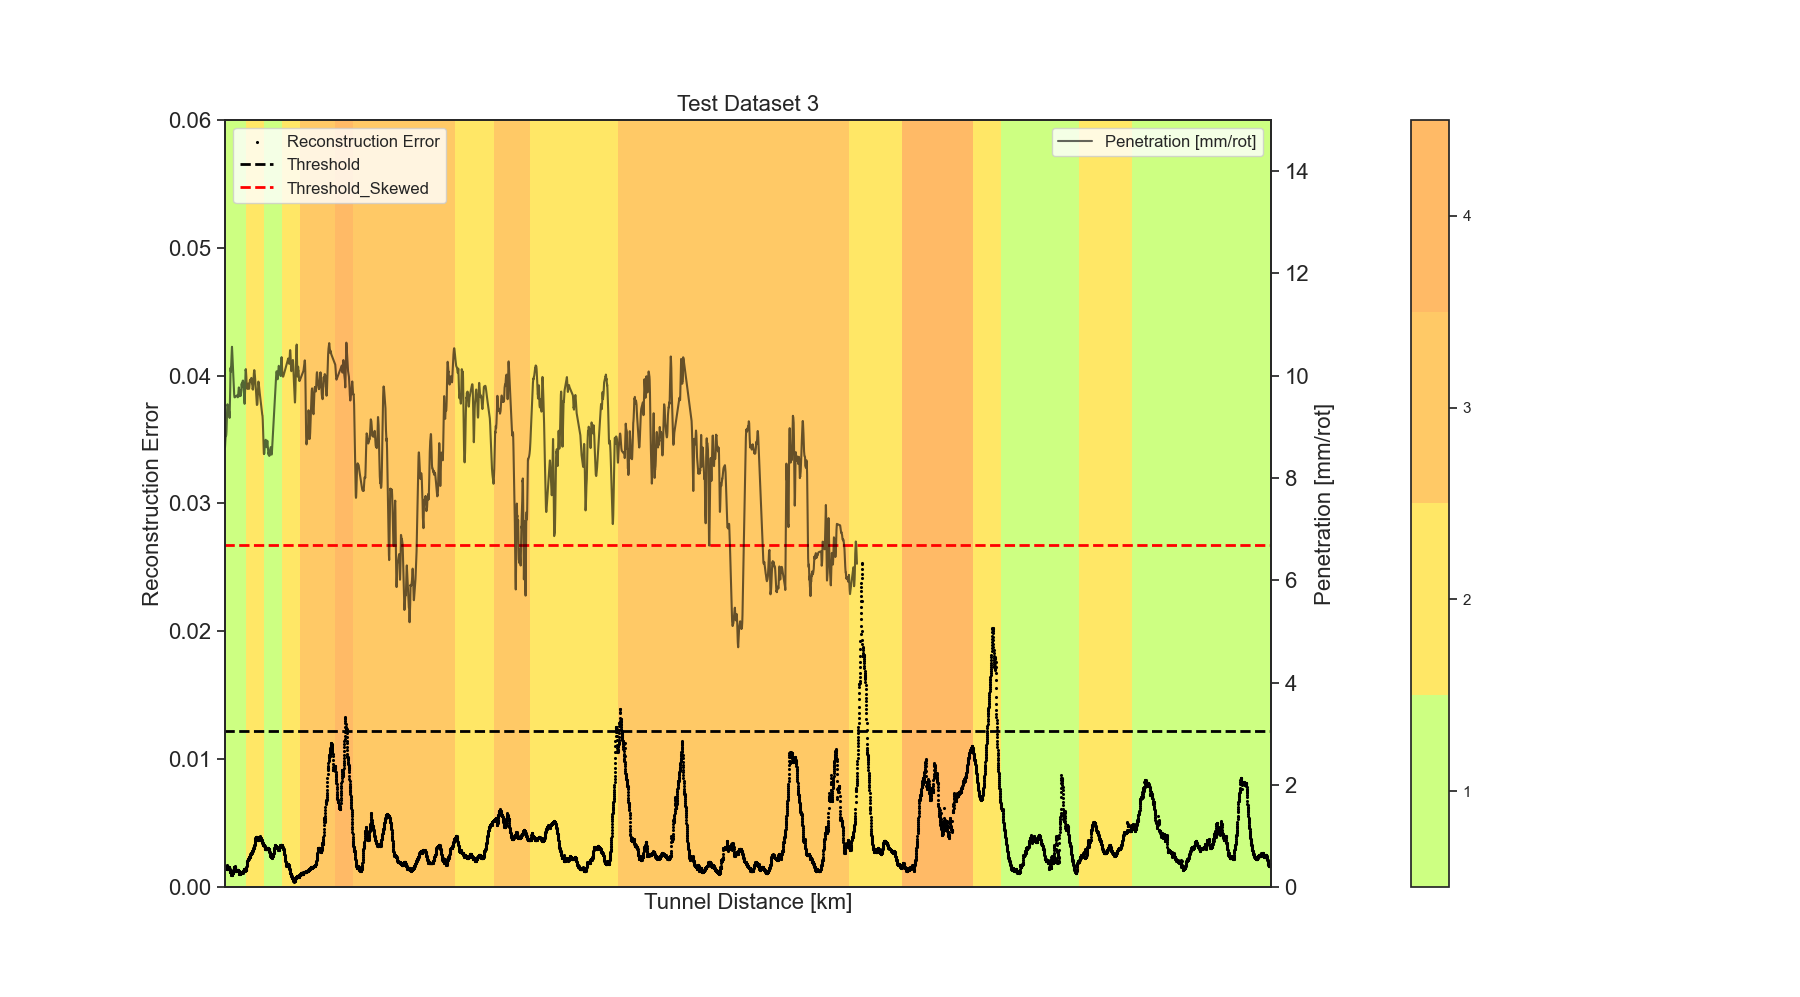 Test Dataset 3
Reconstruction Error
Threshold
Threshold_Skewed
Penetration [mm/rot]
0.06
0.05
0.04
0.03
0.02
0.01
0.00
Reconstruction Error
14
12
10
8
6
4
2
0
Penetration [mm/rot]
4
3
2
1
Tunnel Distance [km]